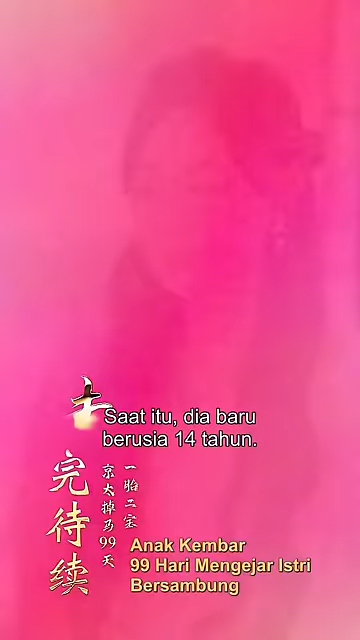 Saat itu, dia baru
berusia 14 tahun.
完待续
一胎二宝
京太掉马99天
Anak Kembar
99 Hari Mengejar Istri
Bersambung